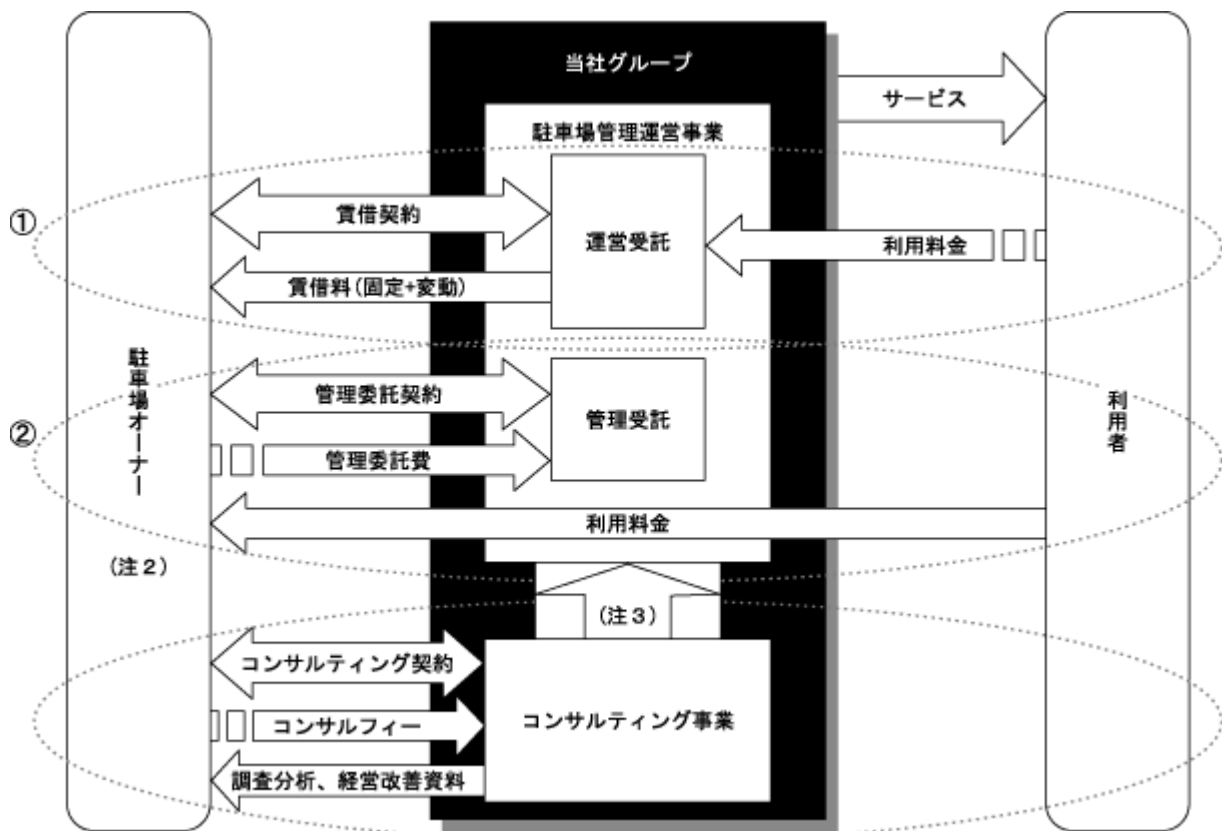 当社グループ
サービス
駐車場管理運営事業
①
賃借契約
運営受託
利用料金
賃借料(固定+変動)
駐車場オーナー
(注２)
利用者
②
管理委託契約
管理受託
管理委託費
利用料金
(注３)
コンサルティング契約
コンサルフィー
コンサルティング事業
調査分析、経営改善資料